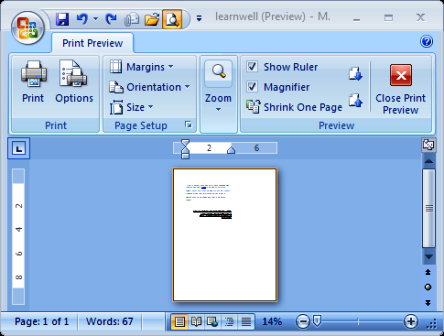 learnwell (Preview) - M.
Print Preview
Print
Options
Print
Margins
Orientation
Size
Page Setup
Zoom
Show Ruler
Magnifier
Shrink One Page
Close Print
Preview
Preview
2 6
2
4
6
8
Page: 1 of 1 Words: 67 14%